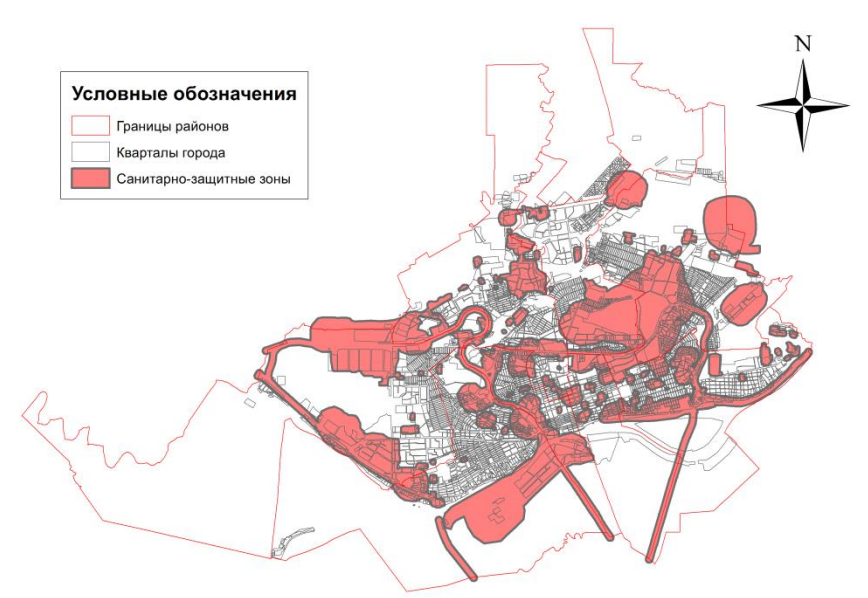 N
Условные обозначения
Границы районов
Кварталы города
Санитарно-защитные зоны